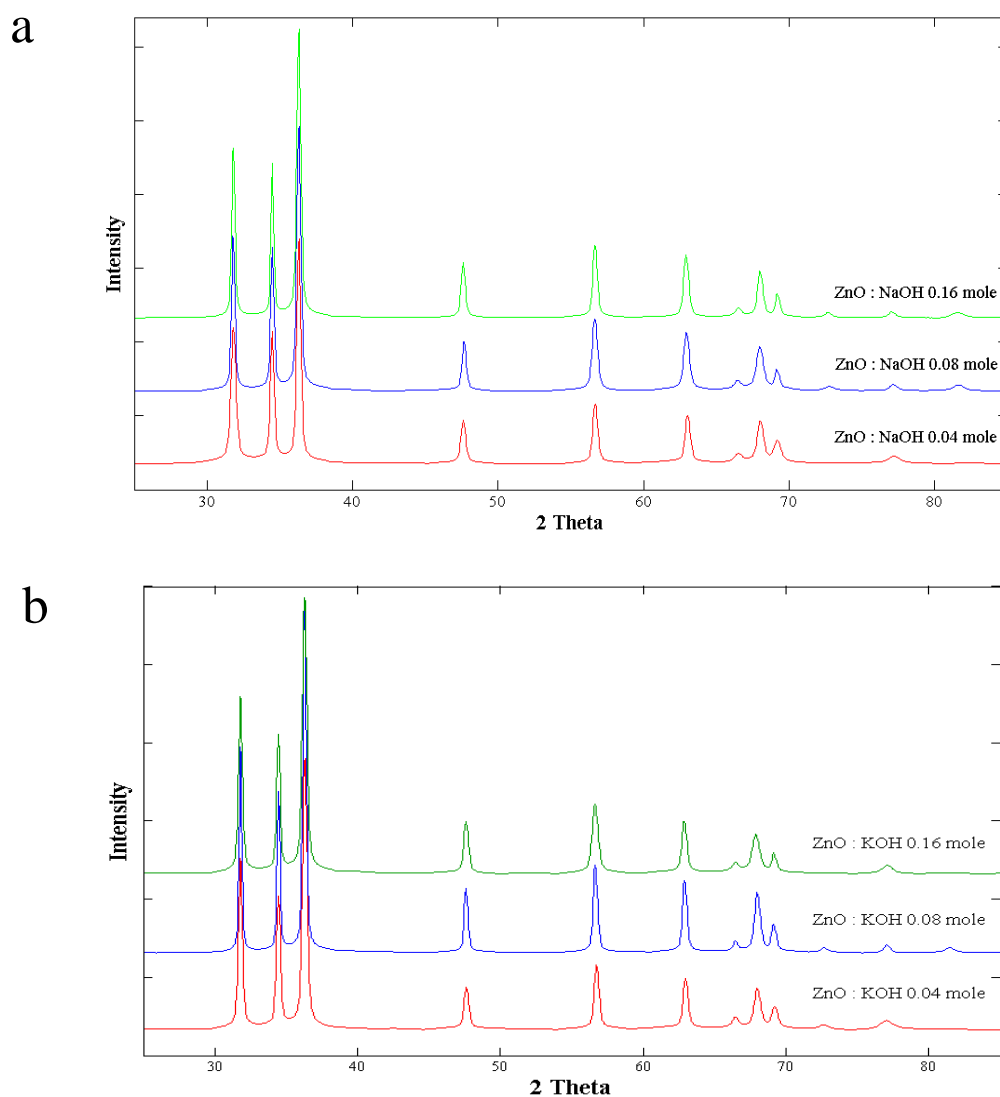 a
Intensity
ZnO : NaOH 0.16 mole
ZnO : NaOH 0.08 mole
ZnO : NaOH 0.04 mole
30 40 50 60 70 80
2 Theta
b
Intensity
ZnO : KOH 0.16 mole
ZnO : KOH 0.08 mole
ZnO : KOH 0.04 mole
30 40 50 60 70 80
2 Theta